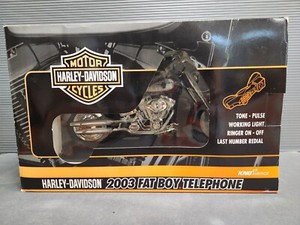 MOTOR
HARLEY-DAVIDSON
CYCLES
TONE - PULSE
WORKING LIGHT
RINGER ON - OFF
LAST NUMBER REDIAL
HARLEY-DAVIDSON 2003 FAT BOY TELEPHONE